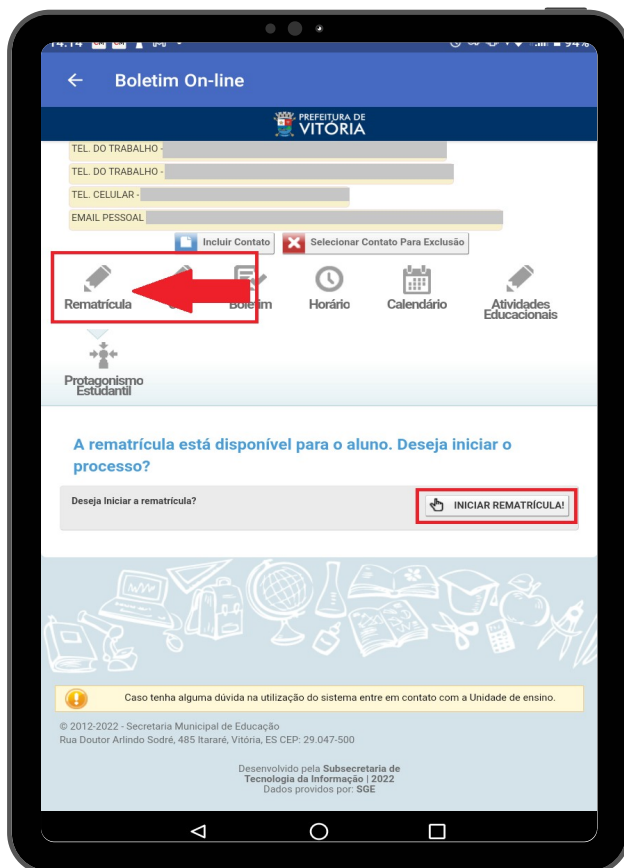 14:14
94%
Boletim On-line
PREFEITURA DE
VITÓRIA
TEL. DO TRABALHO -
TEL. DO TRABALHO -
TEL. CELULAR -
EMAIL PESSOAL
Incluir Contato Selecionar Contato Para Exclusão
Rematrícula Boletim Horário Calendário Atividades
Educacionais
Protagonismo
Estudantil
A rematrícula está disponível para o aluno. Deseja iniciar o
processo?
Deseja Iniciar a rematrícula? INICIAR REMATRÍCULA!
Caso tenha alguma dúvida na utilização do sistema entre em contato com a Unidade de ensino.
© 2012-2022 - Secretaria Municipal de Educação
Rua Doutor Arlindo Sodré, 485 Itararé, Vitória, ES CEP: 29.047-500
Desenvolvido pela Subsecretaria de
Tecnologia da Informação | 2022
Dados providos por: SGE